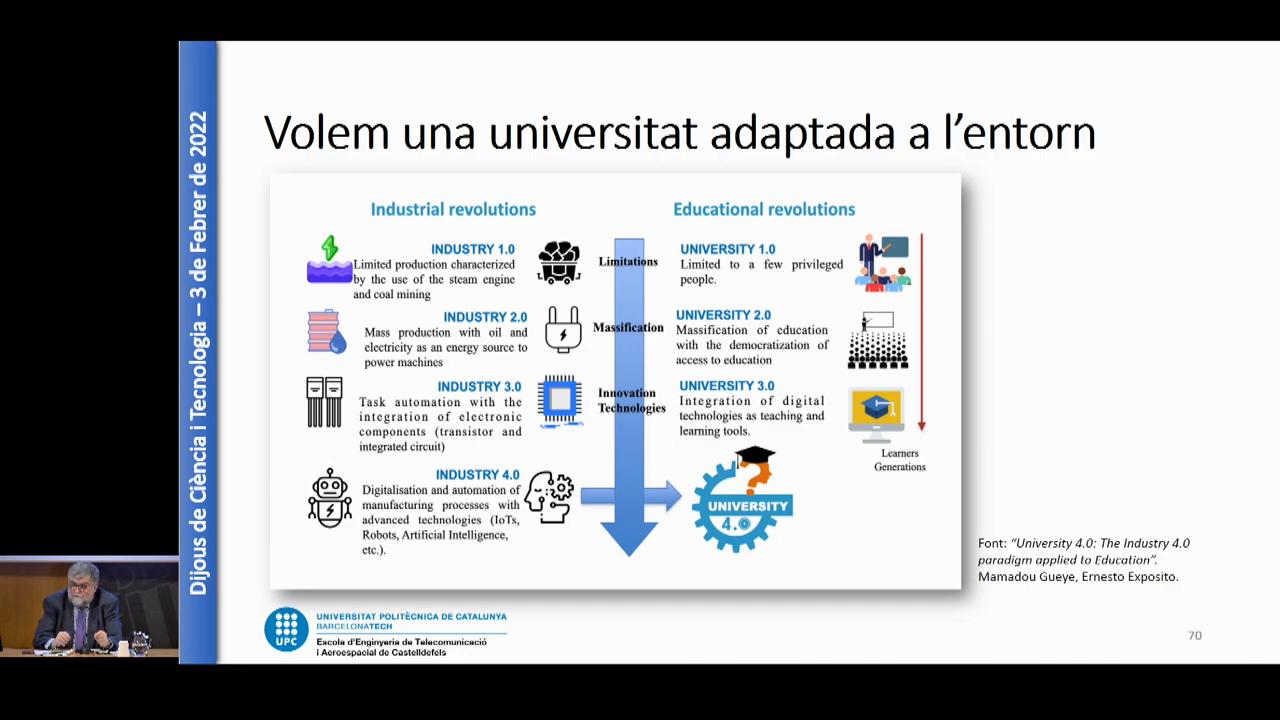 Dijous de Ciència i Tecnologia – 3 de Febrer de 2022
Volem una universitat adaptada a l’entorn
Industrial revolutions
Educational revolutions
INDUSTRY 1.0
Limited production characterized
by the use of the steam engine
and coal mining
Limitations
UNIVERSITY 1.0
Limited to a few privileged
people.
INDUSTRY 2.0
Mass production with oil and
electricity as an energy source to
power machines
Massification
UNIVERSITY 2.0
Massification of education
with the democratization of
access to education
INDUSTRY 3.0
Task automation with the
integration of electronic
components (transistor and
integrated circuit)
Innovation
Technologies
UNIVERSITY 3.0
Integration of digital
technologies as teaching and
learning tools.
Learners
Generations
INDUSTRY 4.0
Digitalisation and automation of
manufacturing processes with
advanced technologies (IoTs,
Robots, Artificial Intelligence,
etc.).
UNIVERSITY
4.0
Font: “University 4.0: The Industry 4.0
paradigm applied to Education”.
Mamadou Gueye, Ernesto Exposito.
UPC
UNIVERSITAT POLITÈCNICA DE CATALUNYA
BARCELONATECH
Escola d'Enginyeria de Telecomunicació
i Aeroespacial de Castelldefels
70